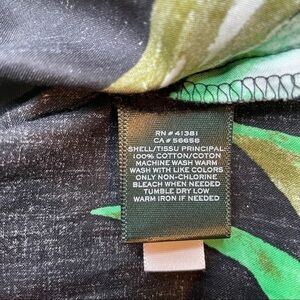 RN # 41381
CA # 56658
SHELL/TISSU PRINCIPAL
100% COTTON/COTON
MACHINE WASH WARM
WASH WITH LIKE COLORS
ONLY NON-CHLORINE
BLEACH WHEN NEEDED
TUMBLE DRY LOW
WARM IRON IF NEEDED